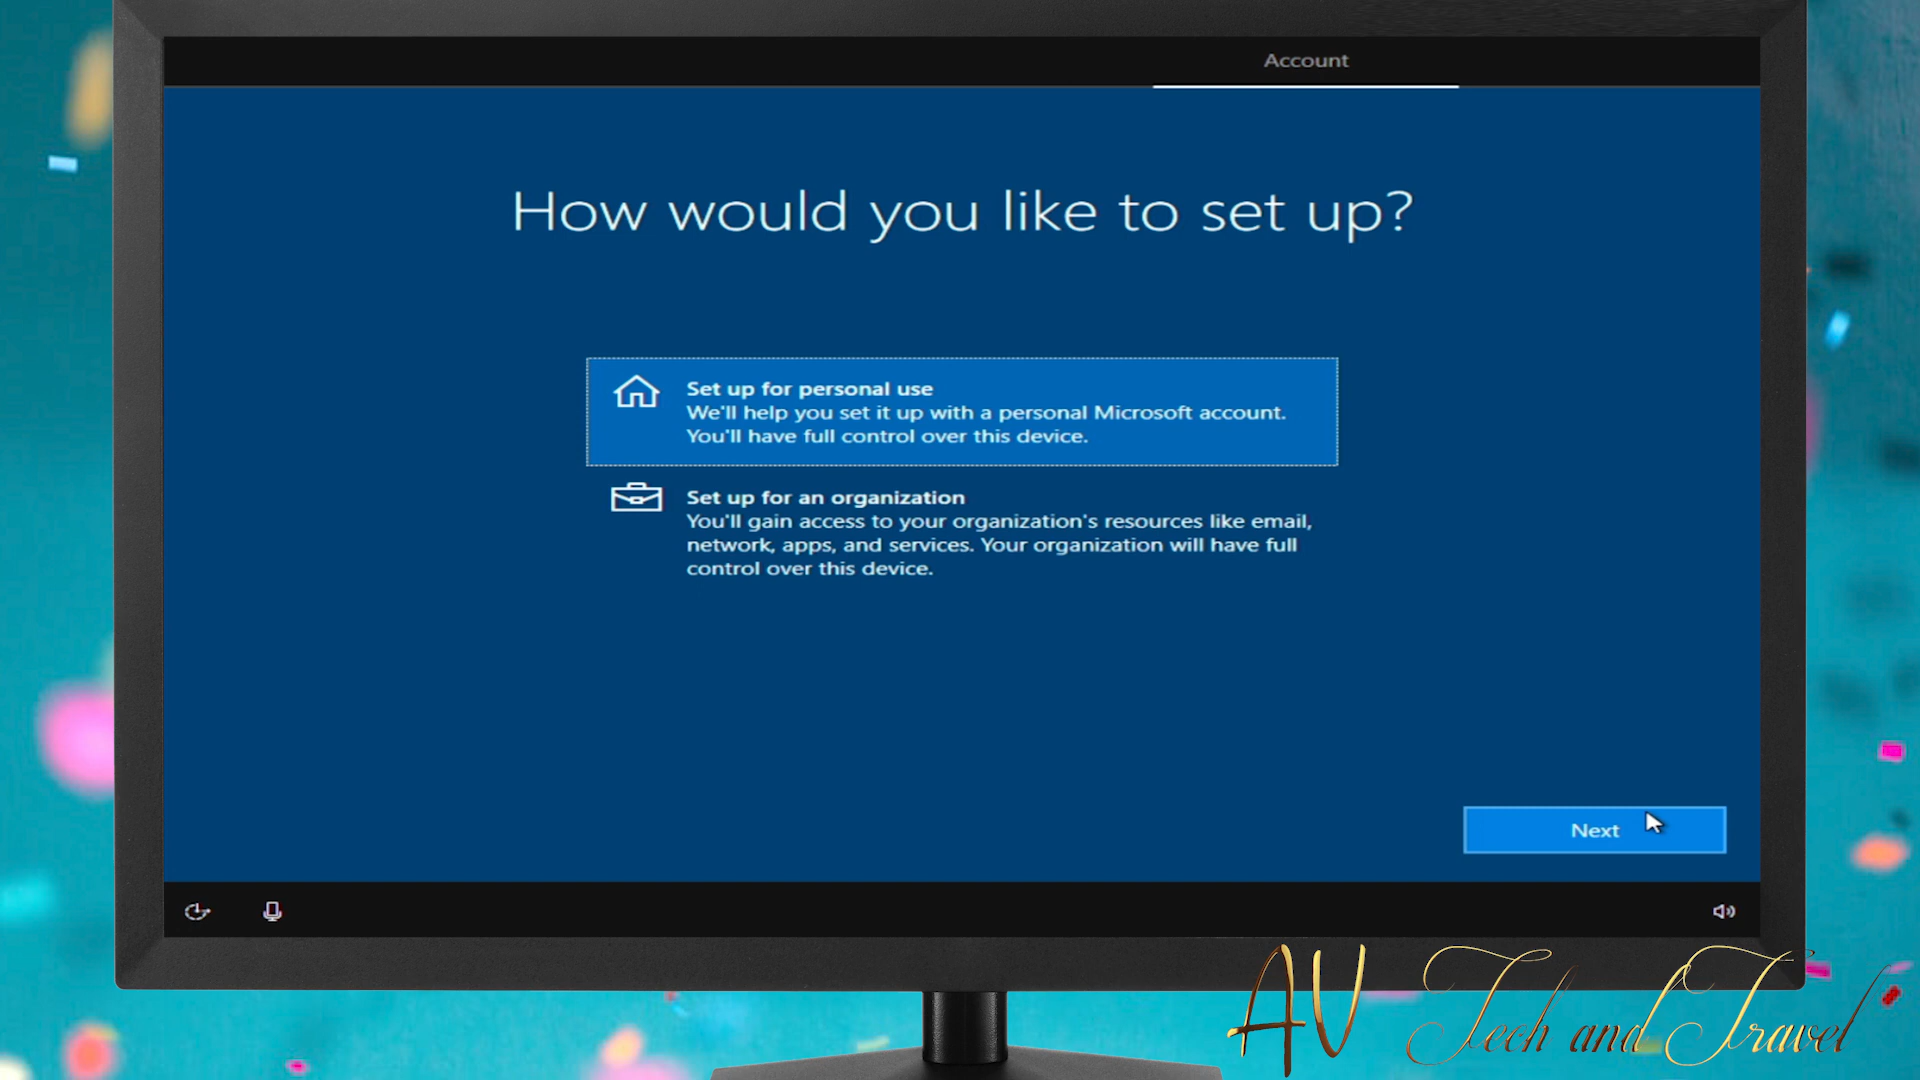 Account
How would you like to set up?
Set up for personal use
We'll help you set it up with a personal Microsoft account.
You'll have full control over this device.
Set up for an organization
You'll gain access to your organization's resources like email,
network, apps, and services. Your organization will have full
control over this device.
Next
AV Tech and Travel